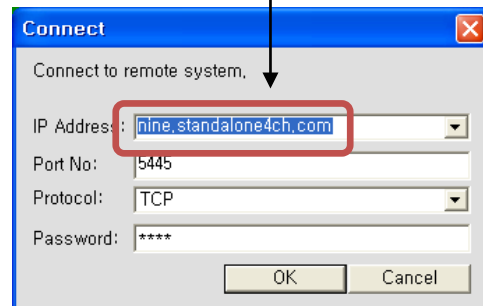 Connect
Connect to remote system,
IP Address: nine,standalone4ch,com
Port No: 5445
Protocol: TCP
Password: ****
OK Cancel